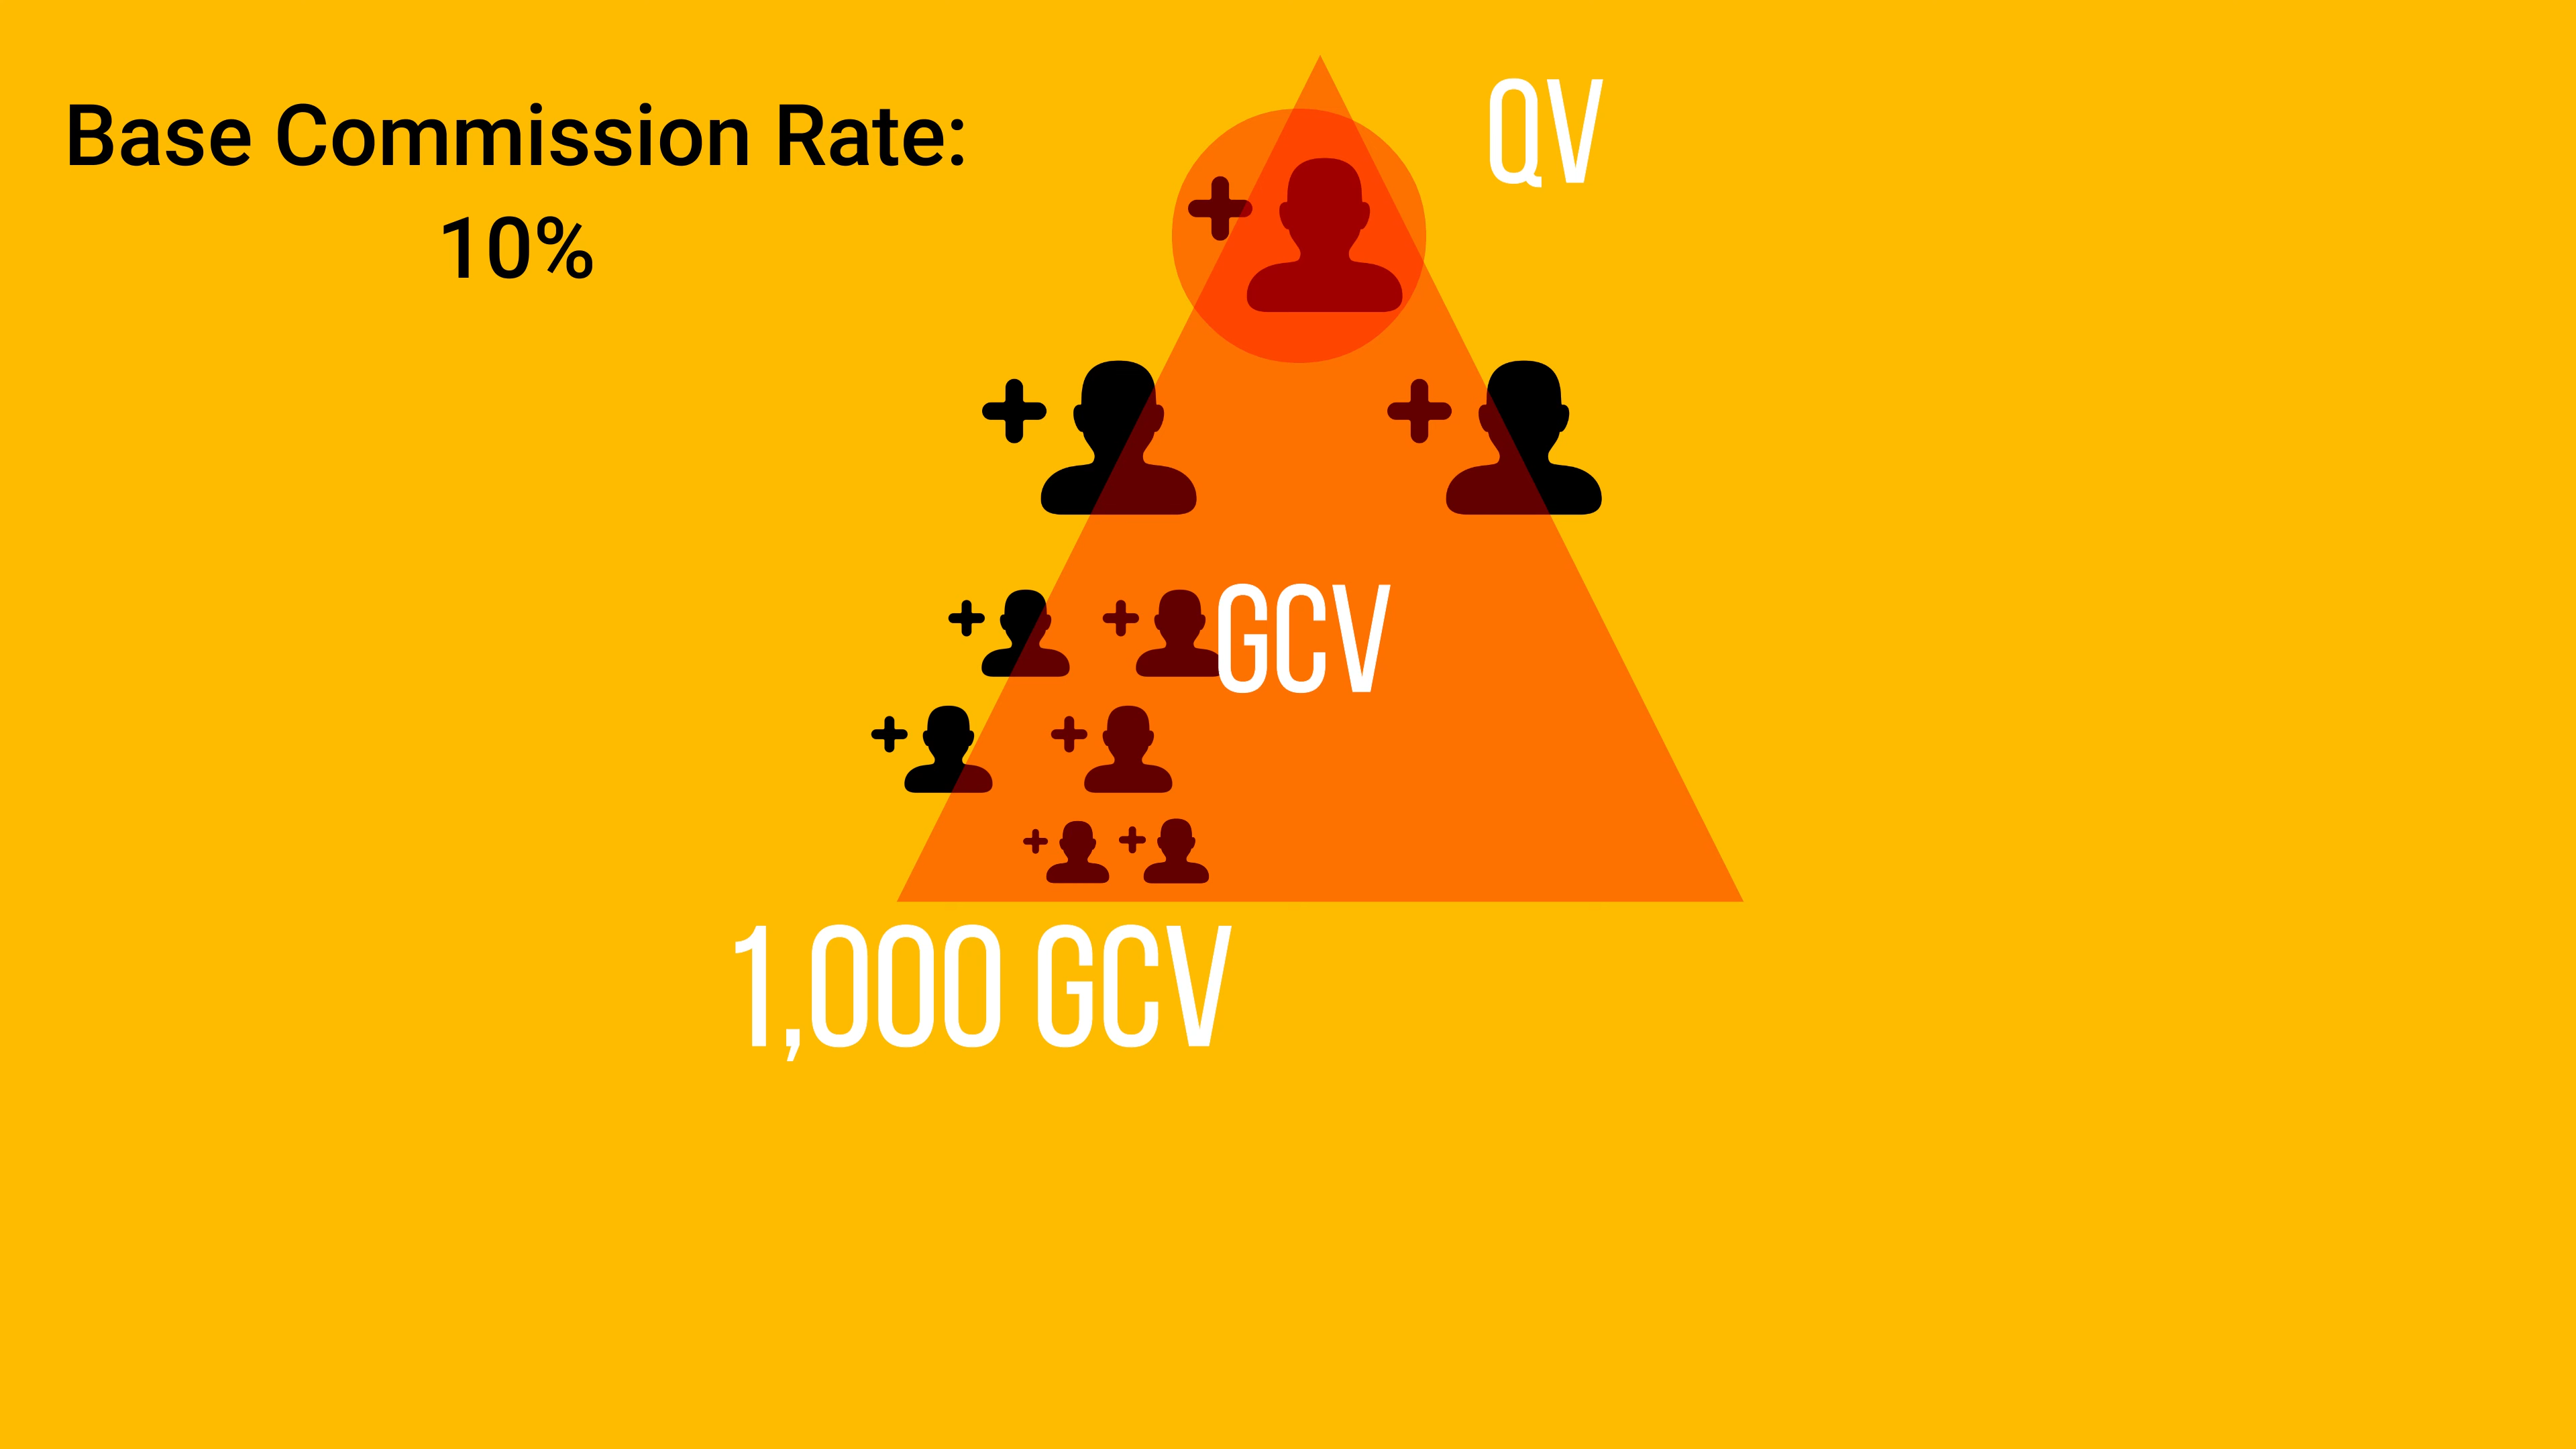 Base Commission Rate:
10%
QV
GCV
1,000 GCV